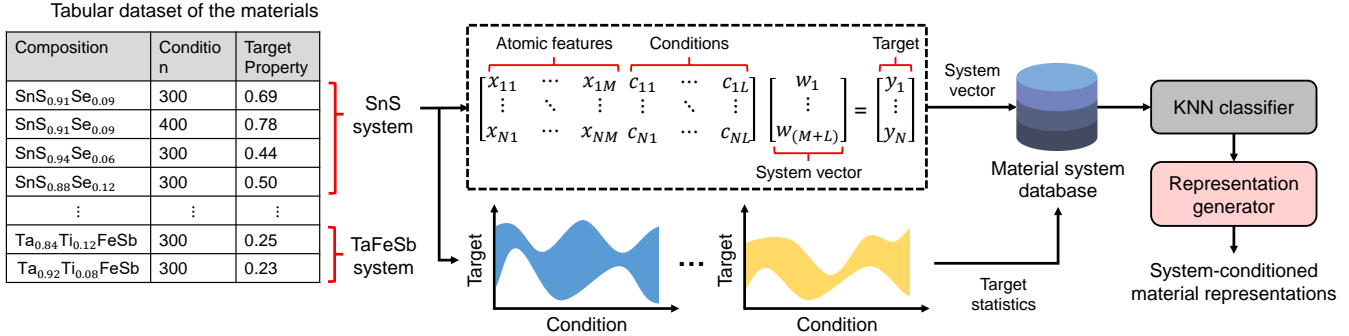 Tabular dataset of the materials
Composition
Conditio
n
Target
Property
SnS0.91Se0.09
300
0.69
SnS0.91Se0.09
400
0.78
SnS0.94Se0.06
300
0.44
SnS0.88Se0.12
300
0.50
⋮
⋮
⋮
Ta0.84Ti0.12FeSb
300
0.25
Ta0.92Ti0.08FeSb
300
0.23
SnS
system
TaFeSb
system
Atomic features
Conditions
Target
x11 ⋯ x1M c11 ⋯ c1L w1 y1
⋮ ⋱ ⋮ ⋮ ⋱ ⋮ ⋮ = ⋮
xN1 ⋯ xNM cN1 ⋯ cNL w(M+L) yN
System vector
Target
Condition
...
Target
Condition
System
vector
Target
statistics
Material system
database
KNN classifier
Representation
generator
System-conditioned
material representations